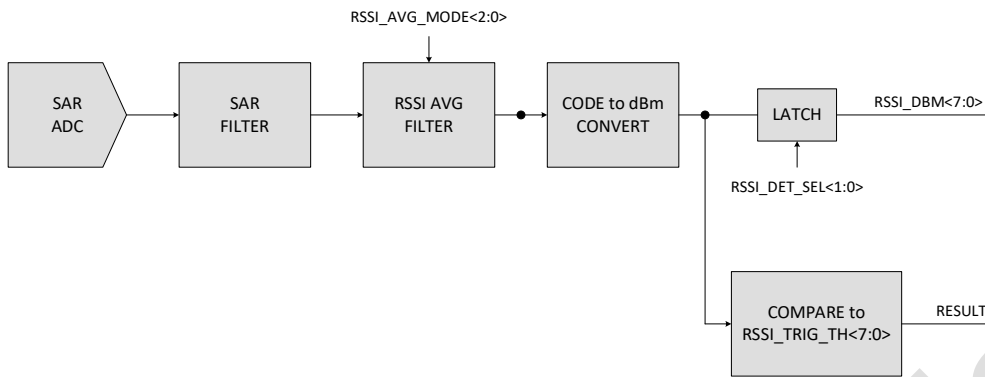 RSSI_AVG_MODE<2:0>
SAR
ADC
SAR
FILTER
RSSI AVG
FILTER
CODE to dBm
CONVERT
LATCH
RSSI_DBM<7:0>
RSSI_DET_SEL<1:0>
COMPARE to
RSSI_TRIG_TH<7:0>
RESULT